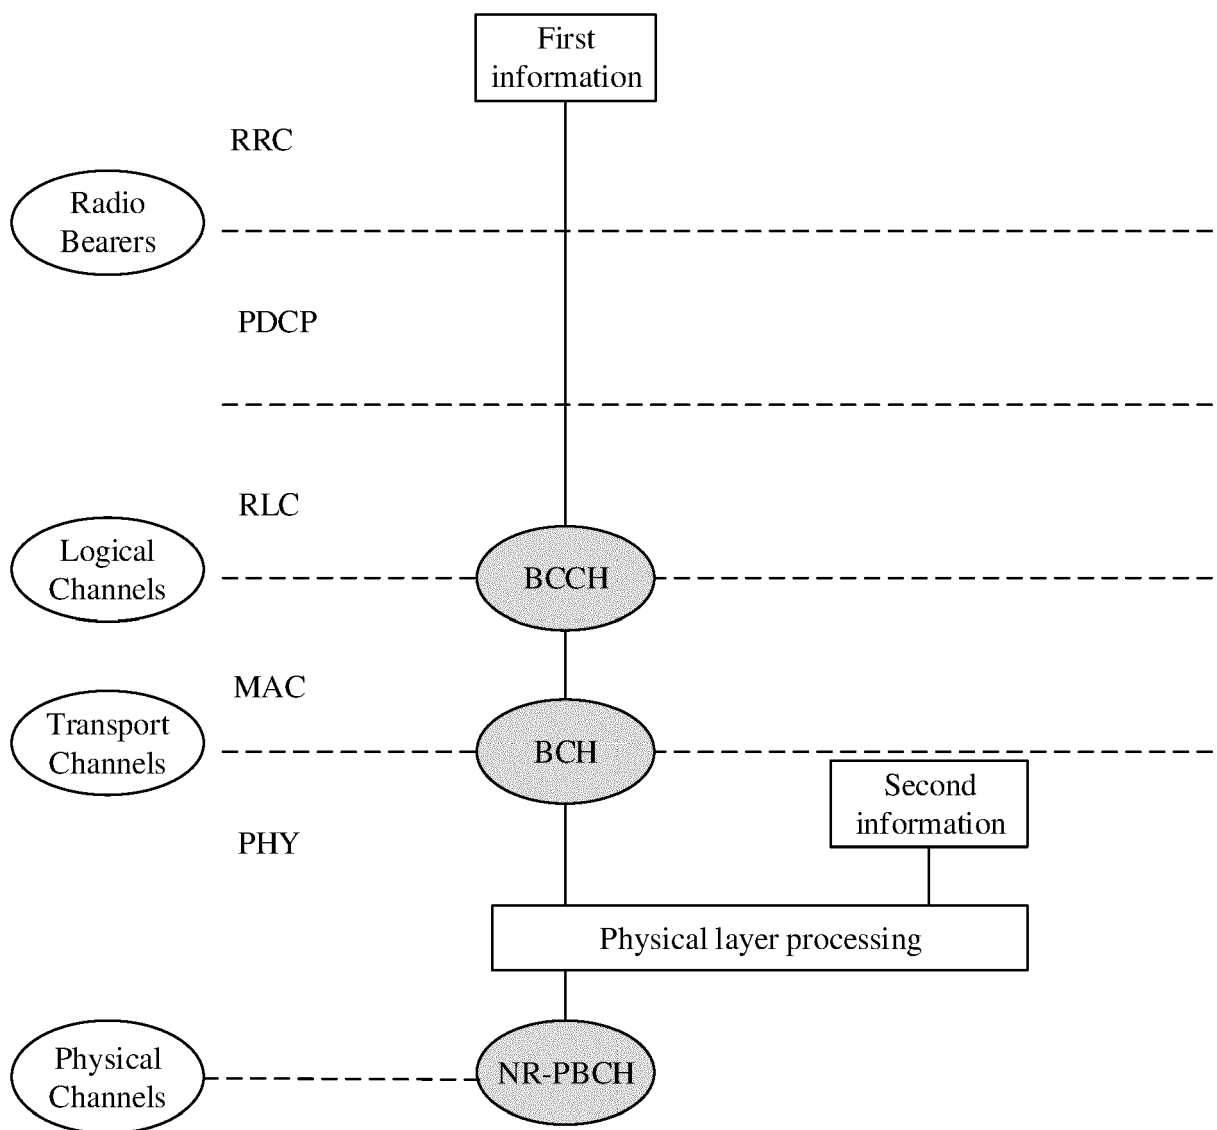 First
information
RRC
Radio
Bearers
PDCP
RLC
Logical
Channels
BCCH
MAC
Transport
Channels
BCH
Second
information
PHY
Physical layer processing
Physical
Channels
NR-PBCH